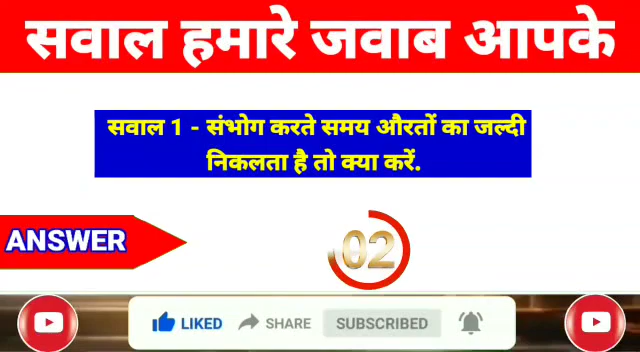 सवाल हमारे जवाब आपके
सवाल 1 - संभोग करते समय औरतों का जल्दी
निकलता है तो क्या करें.
ANSWER
02
LIKED SHARE SUBSCRIBED